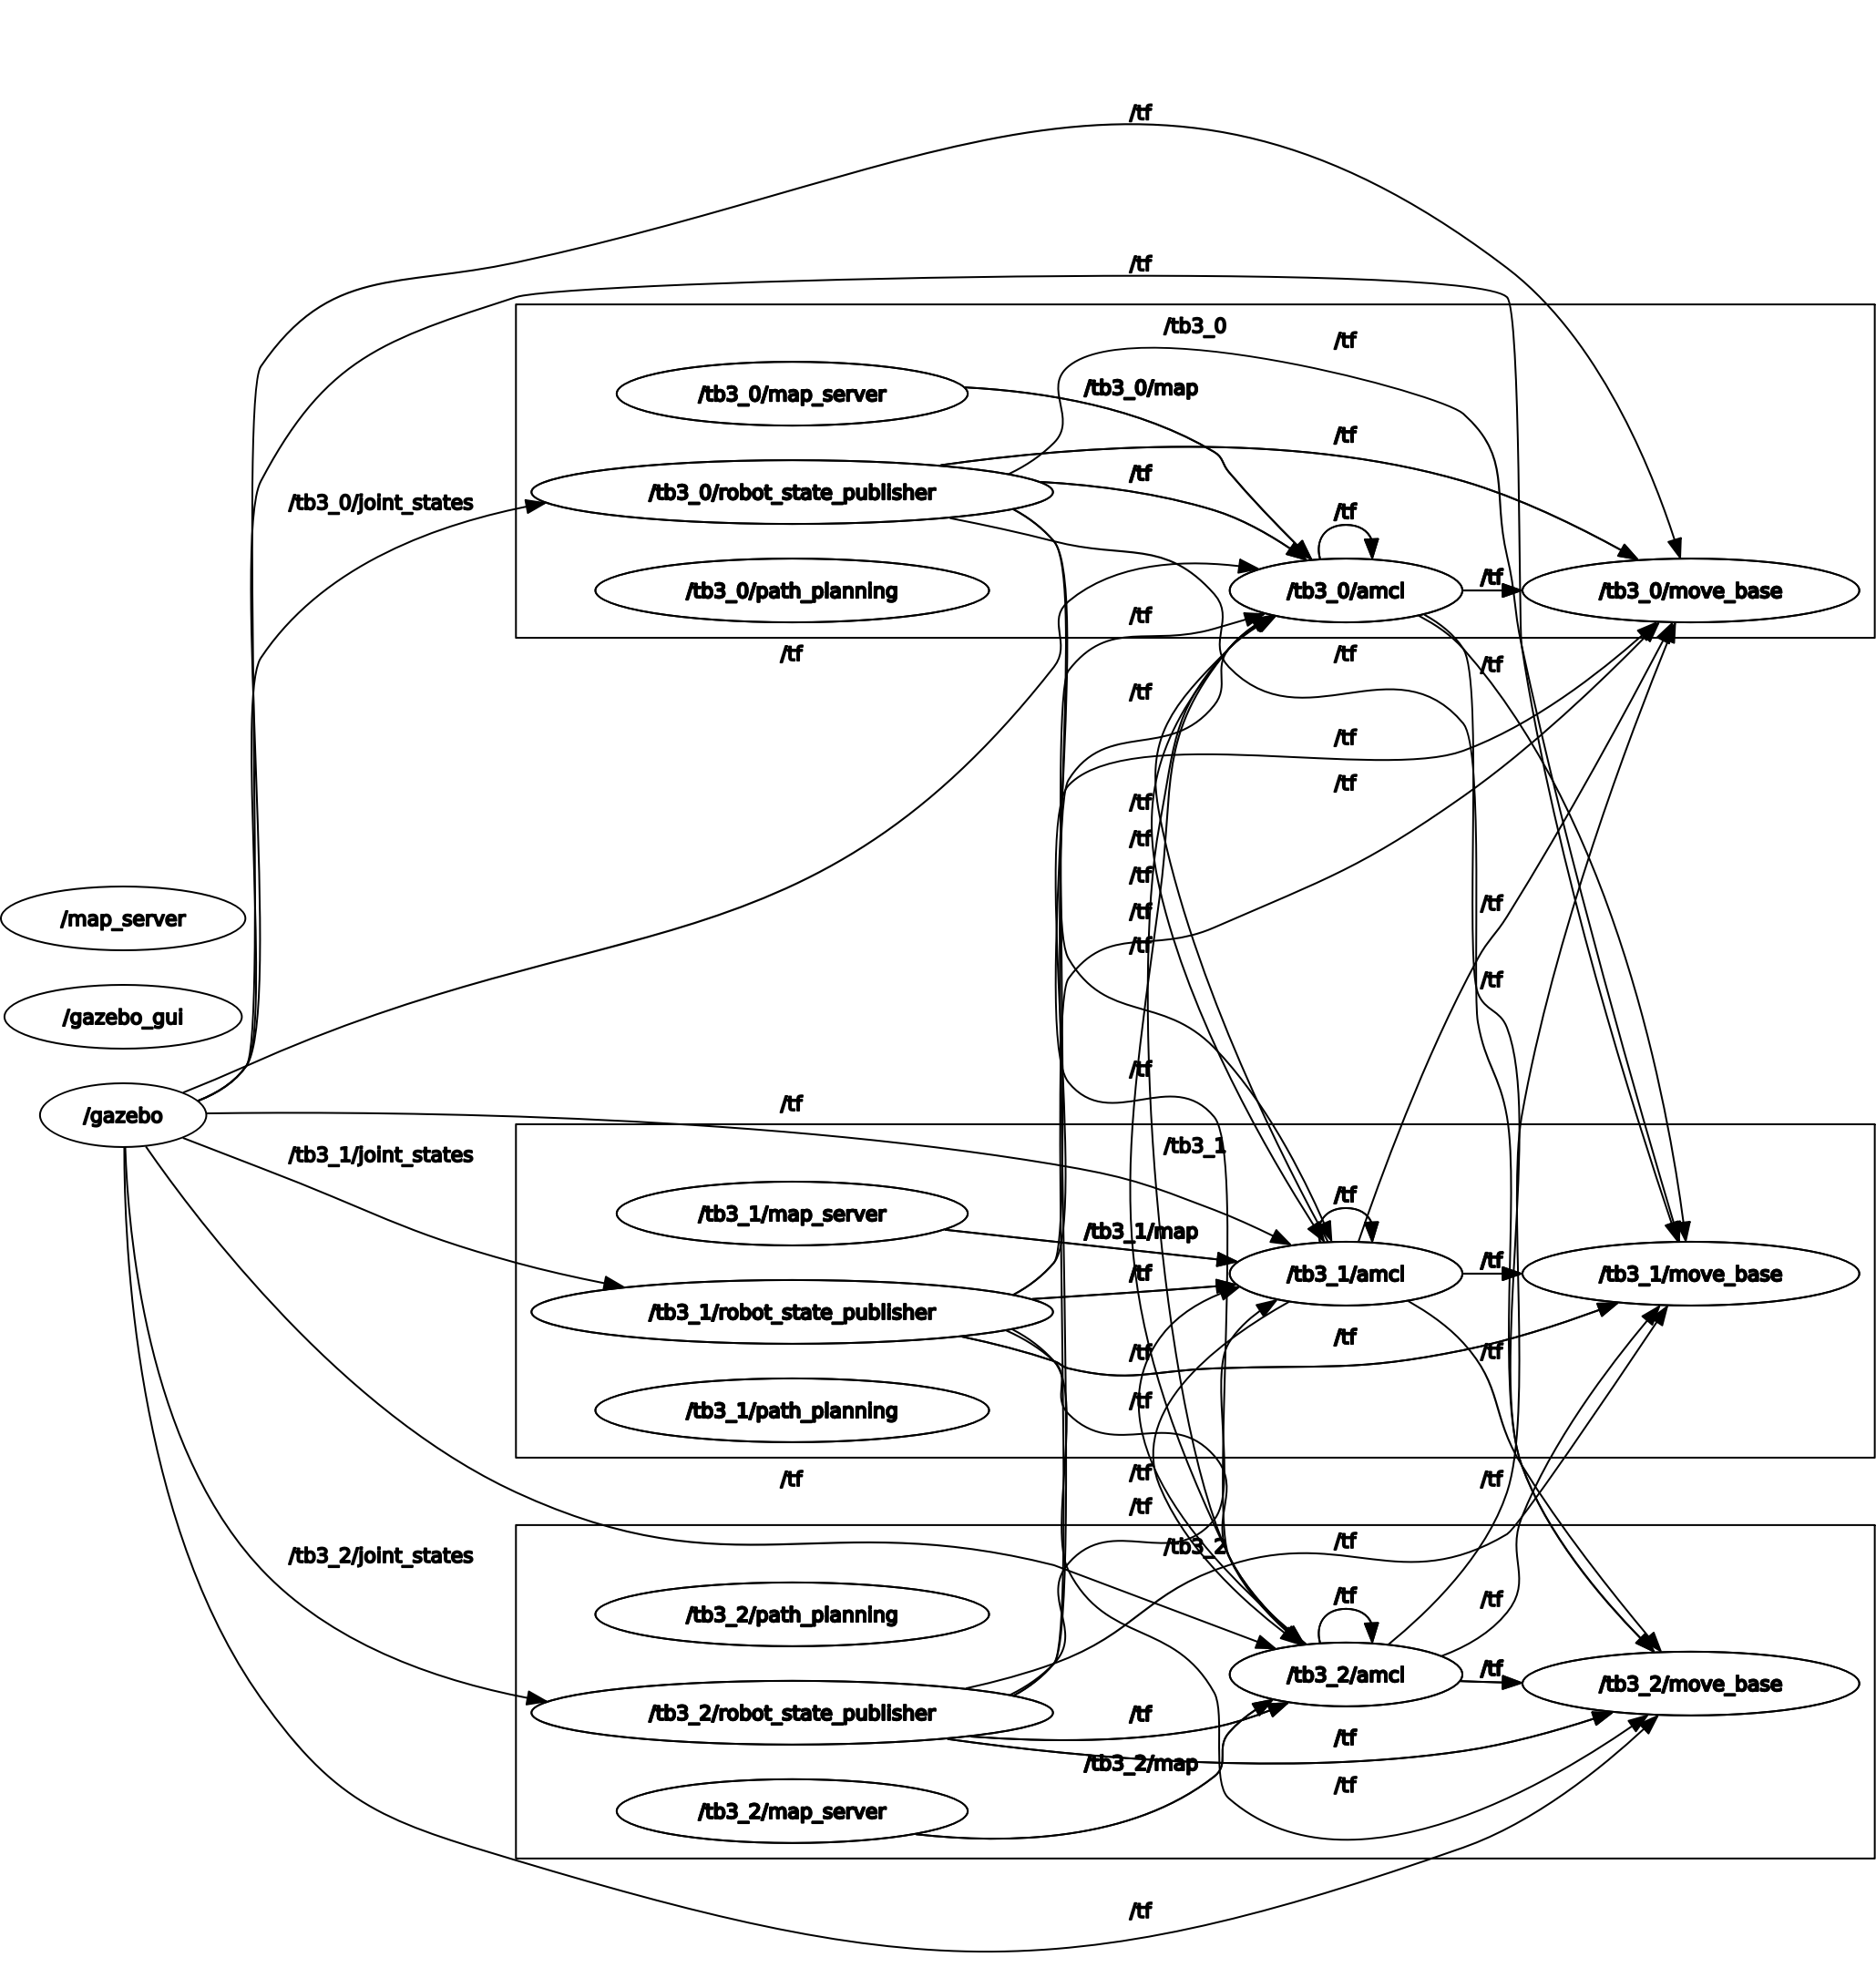 /tf
/tf
/tb3_0
/tf
/tb3_0/map_server
/tb3_0/map
/tf
/tf
/tb3_0/joint_states
/tb3_0/robot_state_publisher
/tf
/tf
/tb3_0/path_planning
/tb3_0/amcl
/tb3_0/move_base
/tf
/tf
/tf
/tf
/tf
/tf
/tf
/tf
/tf
/tf
/tf
/tf
/tf
/map_server
/tf
/tf
/gazebo_gui
/tf
/tf
/gazebo
/tb3_1
/tb3_1/joint_states
/tf
/tb3_1/map_server
/tb3_1/map
/tf
/tf
/tb3_1/amcl
/tb3_1/move_base
/tb3_1/robot_state_publisher
/tf
/tf
/tf
/tf
/tb3_1/path_planning
/tf
/tf
/tf
/tf
/tb3_2
/tf
/tb3_2/joint_states
/tf
/tf
/tb3_2/path_planning
/tf
/tb3_2/amcl
/tb3_2/move_base
/tb3_2/robot_state_publisher
/tf
/tf
/tb3_2/map
/tf
/tb3_2/map_server
/tf